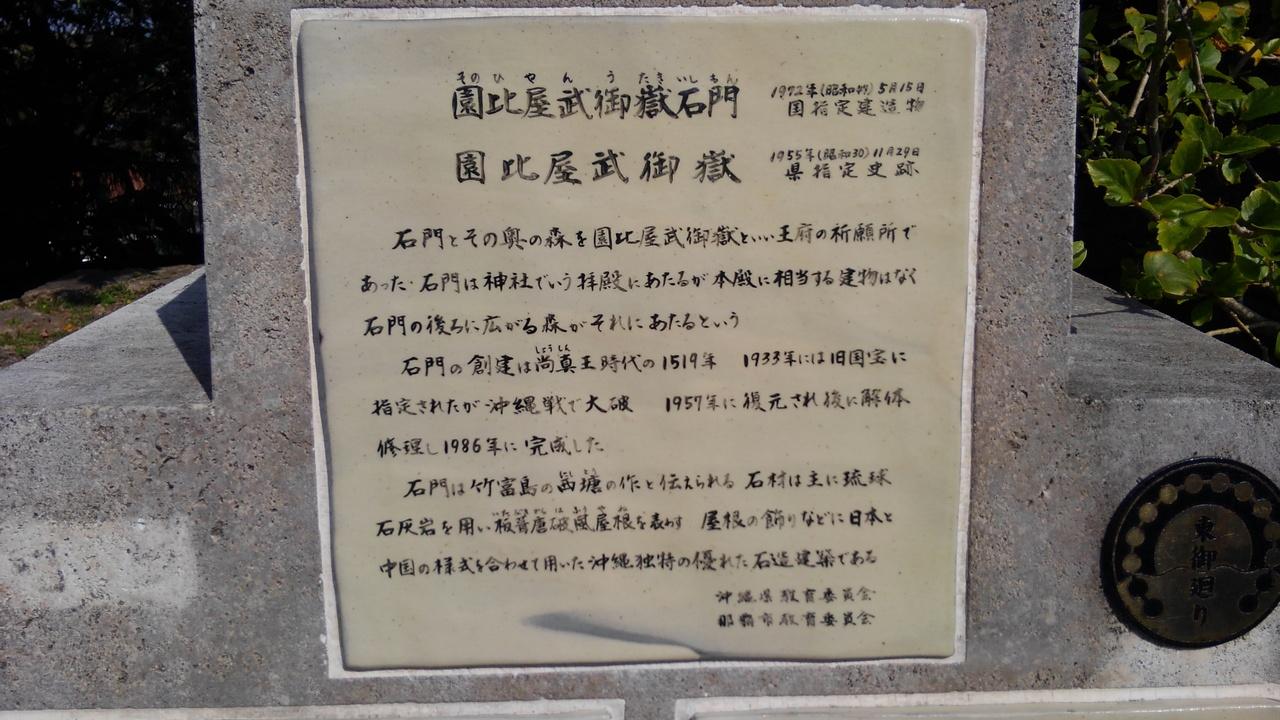 そのひやんうたきいしもん
園比屋武御嶽石門
1972年(昭和47)5月15日
国指定建造物
園比屋武御嶽
1955年(昭和30)11月29日
県指定史跡
石門とその奥の森を園比屋武御嶽といい王府の祈願所で
あった 石門は神社でいう拝殿にあたるが本殿に相当する建物はなく
石門の後ろに広がる森がそれにあたるという
しょうしん
石門の創建は尚真王時代の1519年 1933年には旧国宝に
指定されたが沖縄戦で大破 1957年に復元され後に解体
修理し1986年に完成した
にしとう
石門は竹富島の西塘の作と伝えられる 石材は主に琉球
いたぶきからはふうやね
石灰岩を用い板葺唐破風屋根を表わす 屋根の飾りなどに日本と
中国の様式を合わせて用いた沖縄独特の優れた石造建築である
沖縄県教育委員会
那覇市教育委員会
東御廻り